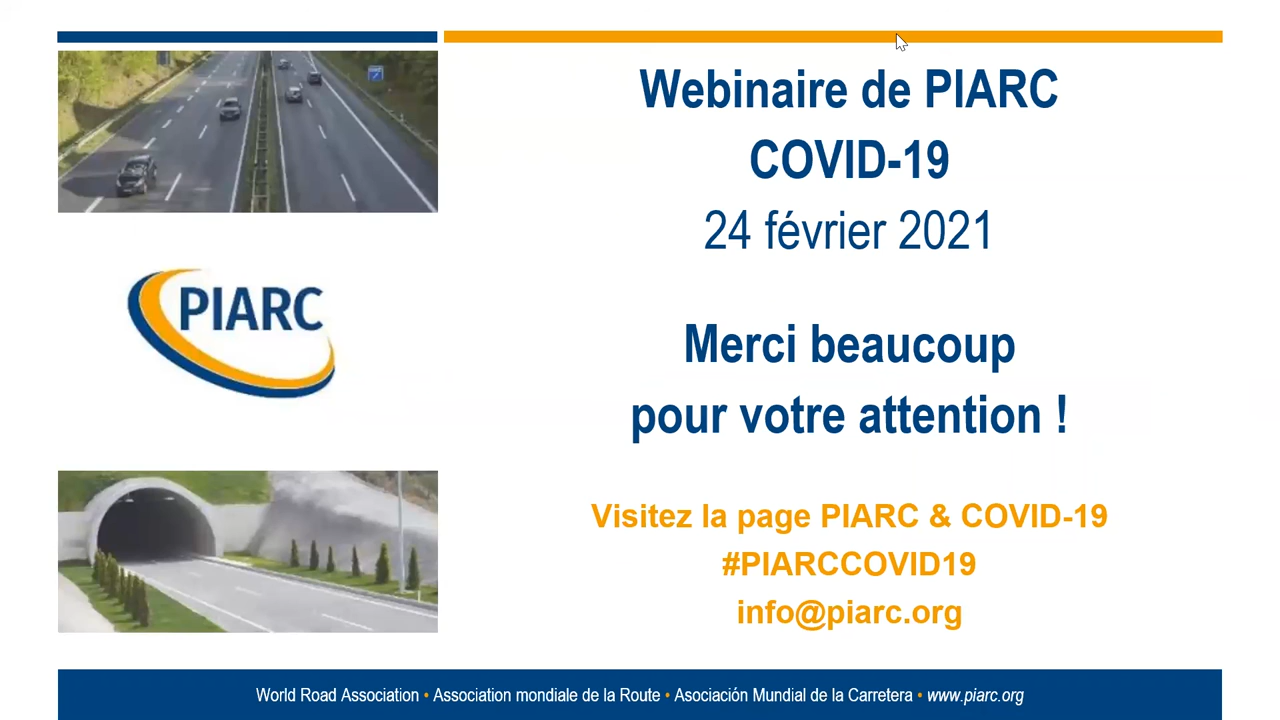 Webinaire de PIARC
COVID-19
24 février 2021
PIARC
Merci beaucoup
pour votre attention !
Visitez la page PIARC & COVID-19
#PIARCCOVID19
info@piarc.org
World Road Association • Association mondiale de la Route • Asociación Mundial de la Carretera • www.piarc.org